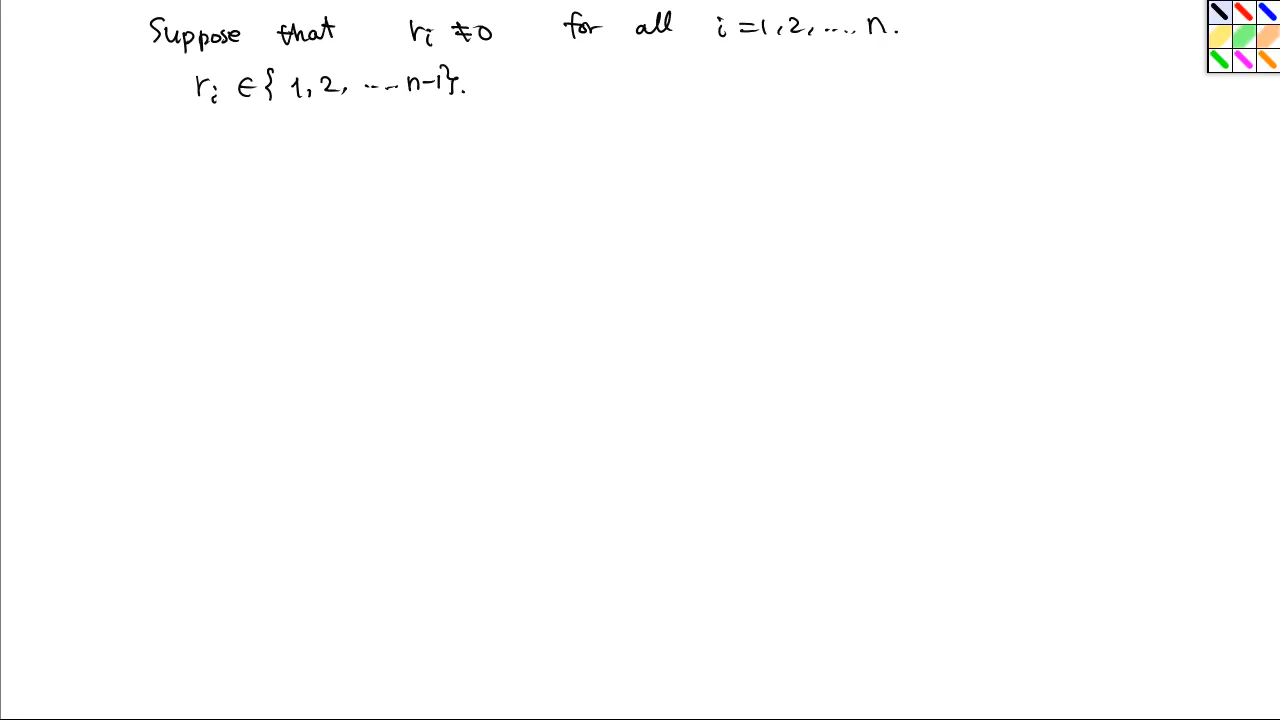 Suppose that rᵢ ≠ 0 for all i = 1, 2, .... n.
rᵢ ∈ { 1, 2, .... n-1}.